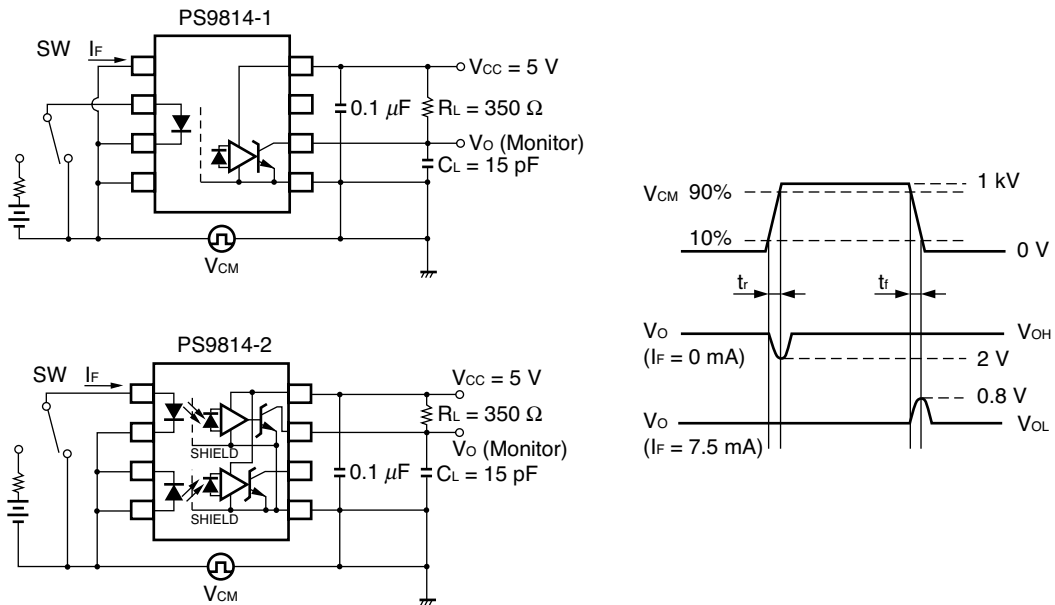 PS9814-1
SW IF
VCC = 5 V
0.1 μF RL = 350 Ω
VO (Monitor)
CL = 15 pF
VCM
PS9814-2
SW IF
VCC = 5 V
RL = 350 Ω
VO (Monitor)
SHIELD
0.1 μF CL = 15 pF
SHIELD
VCM
VCM 90% 1 kV
10% 0 V
tr tf
VO VOH
(IF = 0 mA) 2 V
0.8 V
VO VOL
(IF = 7.5 mA)